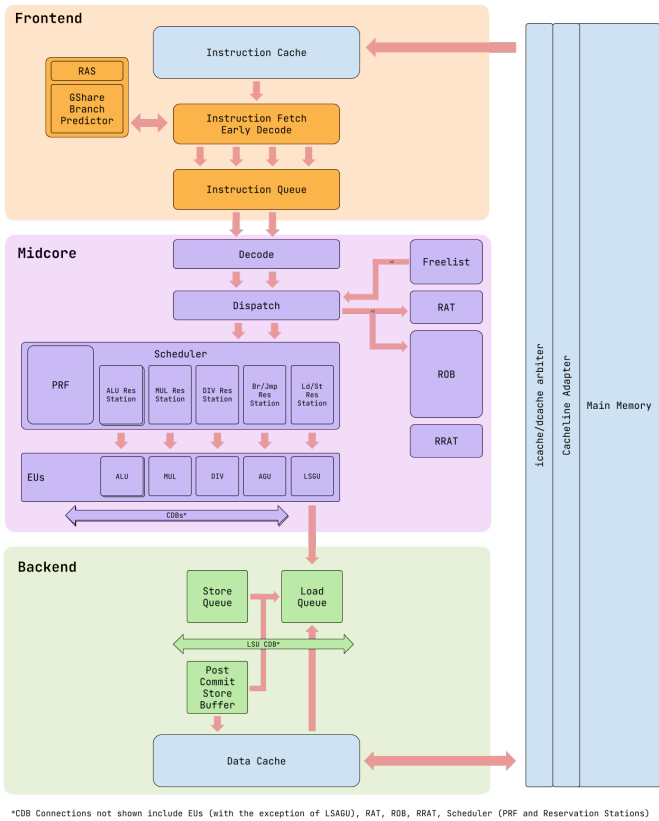 Frontend
Instruction Cache
RAS
GShare
Branch
Predictor
Instruction Fetch
Early Decode
Instruction Queue
Midcore
Decode
Freelist
Dispatch
RAT
Scheduler
PRF
ALU Res
Station
MUL Res
Station
DIV Res
Station
Br/Jmp
Res
Station
Ld/St
Res
Station
ROB
RRAT
EUs
ALU
MUL
DIV
AGU
LSGU
CDBs*
Backend
Store
Queue
Load
Queue
LSU CDB*
Post
Commit
Store
Buffer
Data Cache
icache/dcache arbiter
Cacheline Adapter
Main Memory
*CDB Connections not shown include EUs (with the exception of LSAGU), RAT, ROB, RRAT, Scheduler (PRF and Reservation Stations)